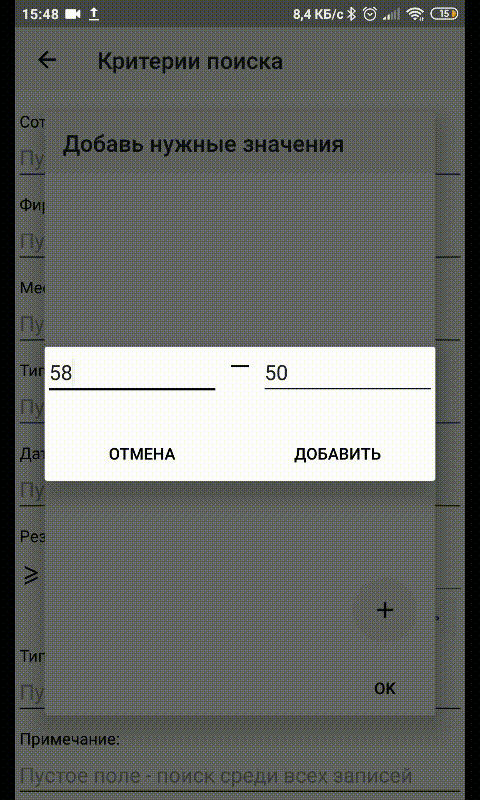 15:48 8,4 КБ/с 15
Критерии поиска
Сот
Пу
Добавь нужные значения
Фир
Пу
Мес
Пу
58 — 50
Тип
Пу
ОТМЕНА ДОБАВИТЬ
Дат
Пу
Рез
⩾
+
Тип
Пу
ОК
Примечание:
Пустое поле - поиск среди всех записей